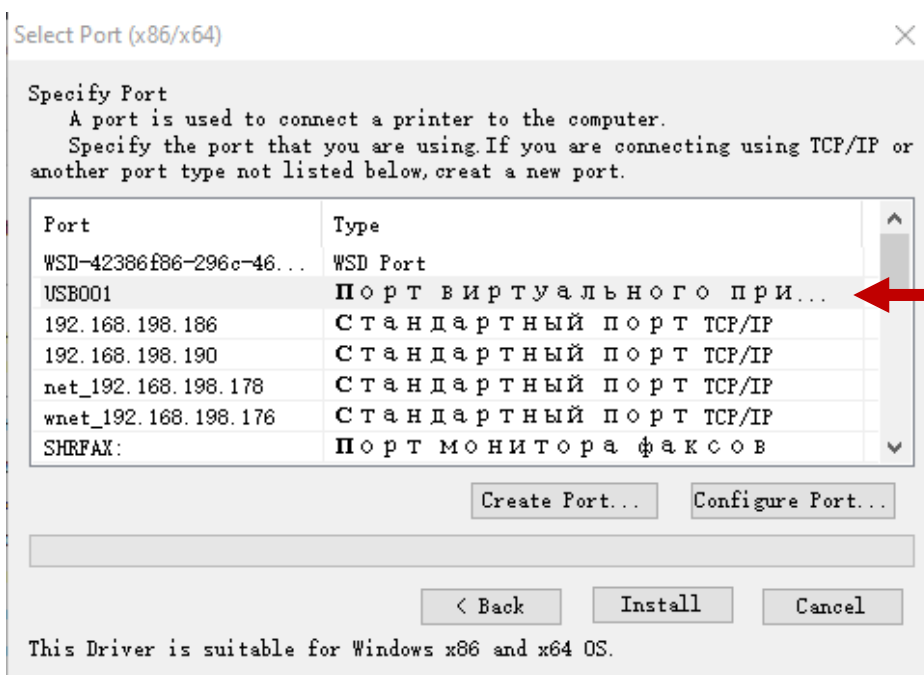 Select Port (x86/x64)
Specify Port
A port is used to connect a printer to the computer.
Specify the port that you are using.If you are connecting using TCP/IP or
another port type not listed below,creat a new port.
Port Type
WSD-42386f86-296c-46... WSD Port
USB001 Порт виртуального при...
192.168.198.186 Стандартный порт TCP/IP
192.168.198.190 Стандартный порт TCP/IP
net_192.168.198.178 Стандартный порт TCP/IP
wnet_192.168.198.176 Стандартный порт TCP/IP
SHRFAX: Порт монитора факсов
Create Port... Configure Port...
< Back Install Cancel
This Driver is suitable for Windows x86 and x64 OS.